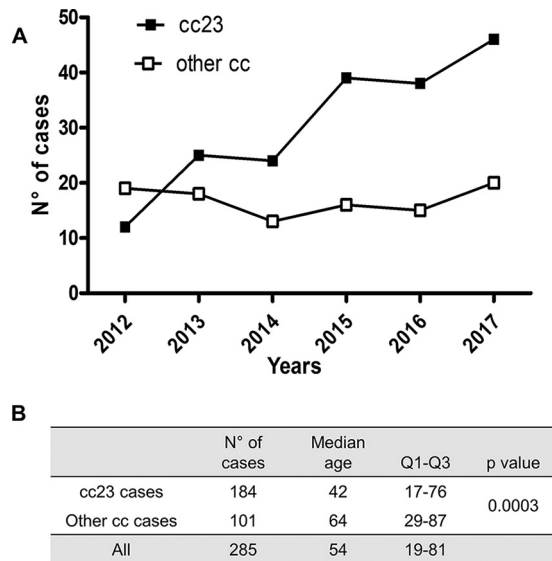 A
cc23
other cc
N° of cases
50
40
30
20
10
0
2012 2013 2014 2015 2016 2017
Years
B
N° of cases Median age Q1-Q3 p value
cc23 cases 184 42 17-76 0.0003
Other cc cases 101 64 29-87
All 285 54 19-81